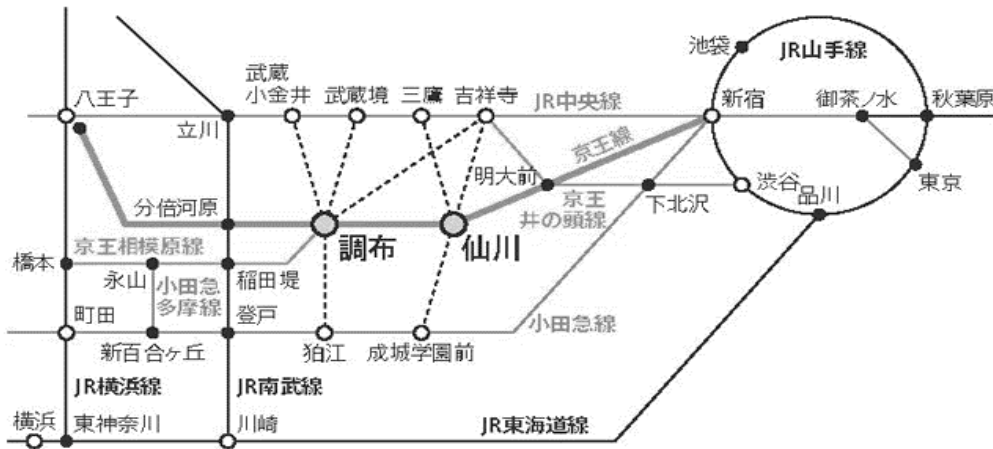 池袋
JR山手線
八王子
立川
武蔵
小金井
武蔵境
三鷹
吉祥寺
JR中央線
新宿
御茶ノ水
秋葉原
京王線
明大前
京王
井の頭線
下北沢
渋谷
品川
東京
分倍河原
調布
仙川
京王相模原線
橋本
永山
小田急
多摩線
稲田堤
町田
新百合ヶ丘
登戸
狛江
成城学園前
小田急線
JR横浜線
JR南武線
横浜
東神奈川
川崎
JR東海道線